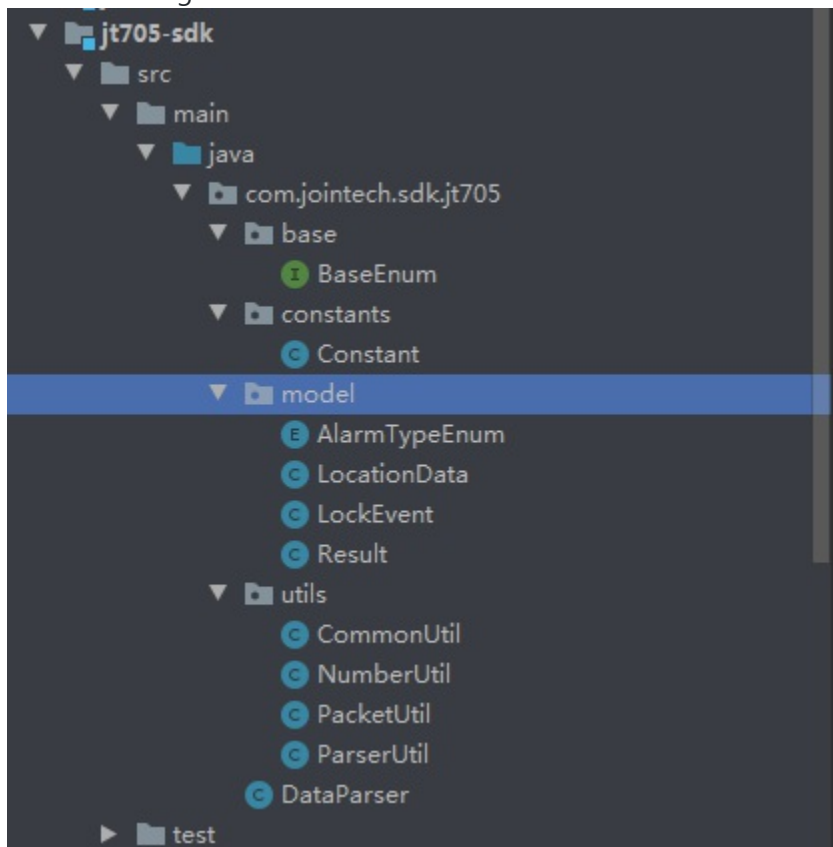 jt705-sdk
src
main
java
com.jointech.sdk.jt705
base
I BaseEnum
constants
C Constant
model
E AlarmTypeEnum
C LocationData
C LockEvent
C Result
utils
C CommonUtil
C NumberUtil
C PacketUtil
C ParserUtil
C DataParser
test